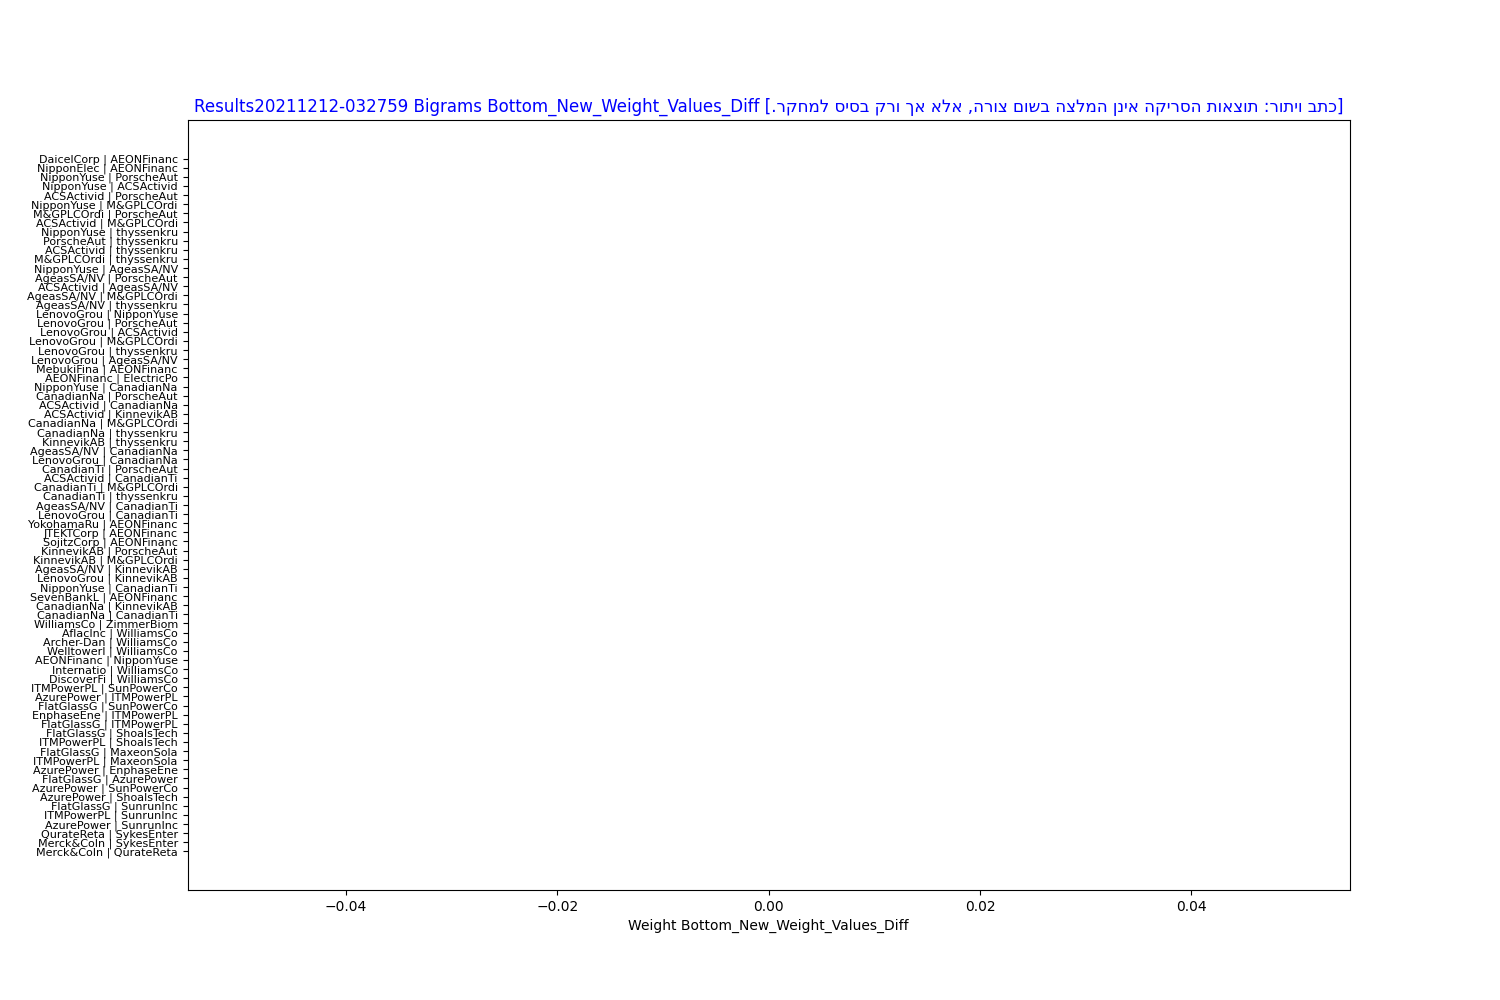 Results20211212-032759 Bigrams Bottom_New_Weight_Values_Diff [כתב ויתור: תוצאות הסריקה אינן המלצה בשום צורה, אלא אך ורק בסיס למחקר.]
DaicelCorp | AEONFinanc
NipponElec | AEONFinanc
NipponYuse | PorscheAut
NipponYuse | ACSActivid
ACSActivid | PorscheAut
NipponYuse | M&GPLCOrdi
M&GPLCOrdi | PorscheAut
ACSActivid | M&GPLCOrdi
NipponYuse | thyssenkru
PorscheAut | thyssenkru
ACSActivid | thyssenkru
M&GPLCOrdi | thyssenkru
NipponYuse | AgeasSA/NV
AgeasSA/NV | PorscheAut
ACSActivid | AgeasSA/NV
AgeasSA/NV | M&GPLCOrdi
AgeasSA/NV | thyssenkru
LenovoGrou | NipponYuse
LenovoGrou | PorscheAut
LenovoGrou | ACSActivid
LenovoGrou | M&GPLCOrdi
LenovoGrou | thyssenkru
LenovoGrou | AgeasSA/NV
MebukiFina | AEONFinanc
AEONFinanc | ElectricPo
NipponYuse | CanadianNa
CanadianNa | PorscheAut
ACSActivid | CanadianNa
ACSActivid | KinnevikAB
CanadianNa | M&GPLCOrdi
CanadianNa | thyssenkru
KinnevikAB | thyssenkru
AgeasSA/NV | CanadianNa
LenovoGrou | CanadianNa
CanadianTi | PorscheAut
ACSActivid | CanadianTi
CanadianTi | M&GPLCOrdi
CanadianTi | thyssenkru
AgeasSA/NV | CanadianTi
LenovoGrou | CanadianTi
YokohamaRu | AEONFinanc
JTEKTCorp | AEONFinanc
SojitzCorp | AEONFinanc
KinnevikAB | PorscheAut
KinnevikAB | M&GPLCOrdi
AgeasSA/NV | KinnevikAB
LenovoGrou | KinnevikAB
NipponYuse | CanadianTi
SevenBankL | AEONFinanc
CanadianNa | KinnevikAB
CanadianNa | CanadianTi
WilliamsCo | ZimmerBiom
AflacInc | WilliamsCo
Archer-Dan | WilliamsCo
WelltowerI | WilliamsCo
AEONFinanc | NipponYuse
Internatio | WilliamsCo
DiscoverFi | WilliamsCo
ITMPowerPL | SunPowerCo
AzurePower | ITMPowerPL
FlatGlassG | SunPowerCo
EnphaseEne | ITMPowerPL
FlatGlassG | ITMPowerPL
FlatGlassG | ShoalsTech
ITMPowerPL | ShoalsTech
FlatGlassG | MaxeonSola
ITMPowerPL | MaxeonSola
AzurePower | EnphaseEne
FlatGlassG | AzurePower
AzurePower | SunPowerCo
AzurePower | ShoalsTech
FlatGlassG | SunrunInc
ITMPowerPL | SunrunInc
AzurePower | SunrunInc
QurateReta | SykesEnter
Merck&CoIn | SykesEnter
Merck&CoIn | QurateReta
−0.04 −0.02 0.00 0.02 0.04
Weight Bottom_New_Weight_Values_Diff